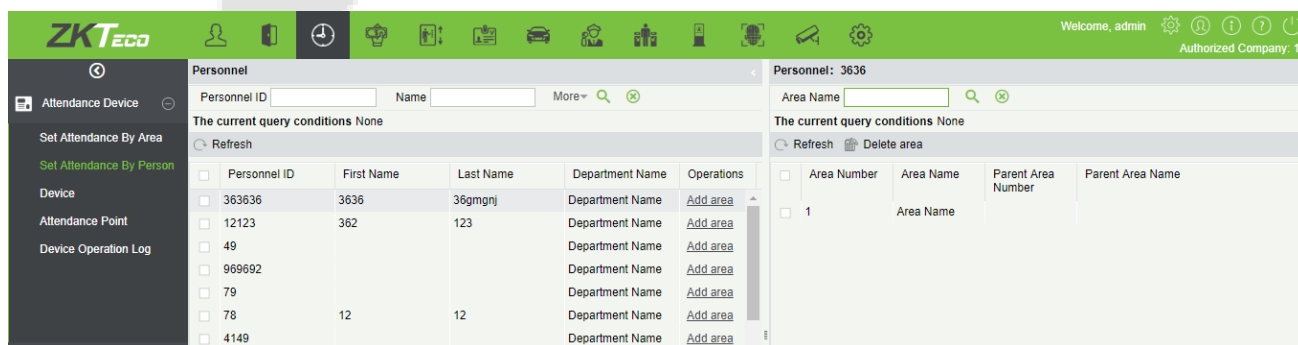 ZKTECO
Welcome, admin
Authorized Company: 1
Attendance Device
Set Attendance By Area
Set Attendance By Person
Device
Attendance Point
Device Operation Log
Personnel
Personnel ID Name More
The current query conditions None
Refresh
Personnel ID First Name Last Name Department Name Operations
363636 3636 36gmgnj Department Name Add area
12123 362 123 Department Name Add area
49 Department Name Add area
969692 Department Name Add area
79 Department Name Add area
78 12 12 Department Name Add area
4149 Department Name Add area
Personnel: 3636
Area Name
The current query conditions None
Refresh Delete area
Area Number Area Name Parent Area Number Parent Area Name
1 Area Name